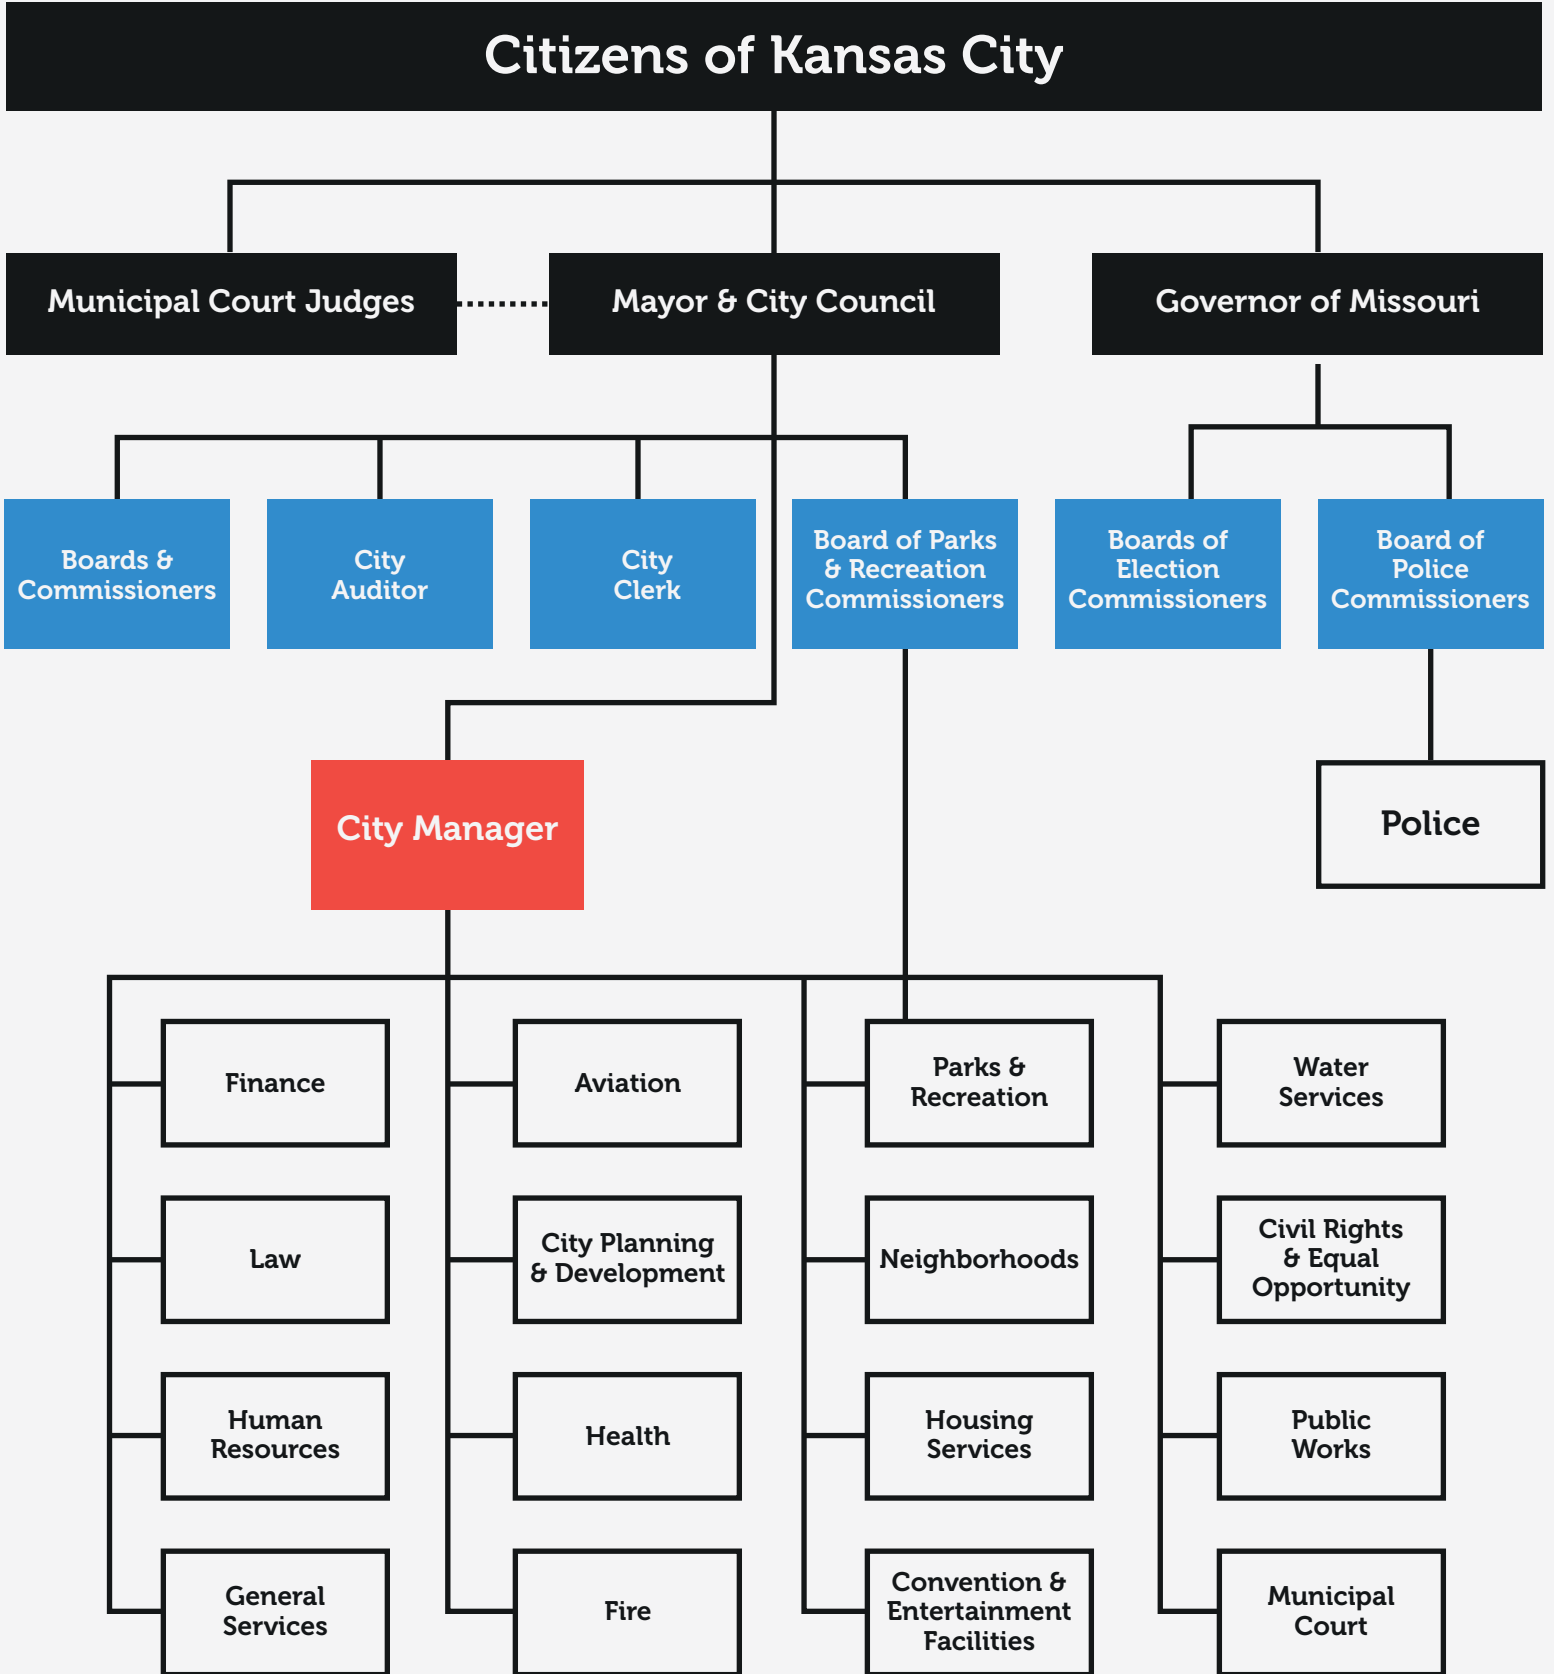 Citizens of Kansas City
Municipal Court Judges
Mayor & City Council
Governor of Missouri
Boards &
Commissioners
City
Auditor
City
Clerk
Board of Parks
& Recreation
Commissioners
Boards of
Election
Commissioners
Board of
Police
Commissioners
City Manager
Police
Finance
Aviation
Parks &
Recreation
Water
Services
Law
City Planning
& Development
Neighborhoods
Civil Rights
& Equal
Opportunity
Human
Resources
Health
Housing
Services
Public
Works
General
Services
Fire
Convention &
Entertainment
Facilities
Municipal
Court